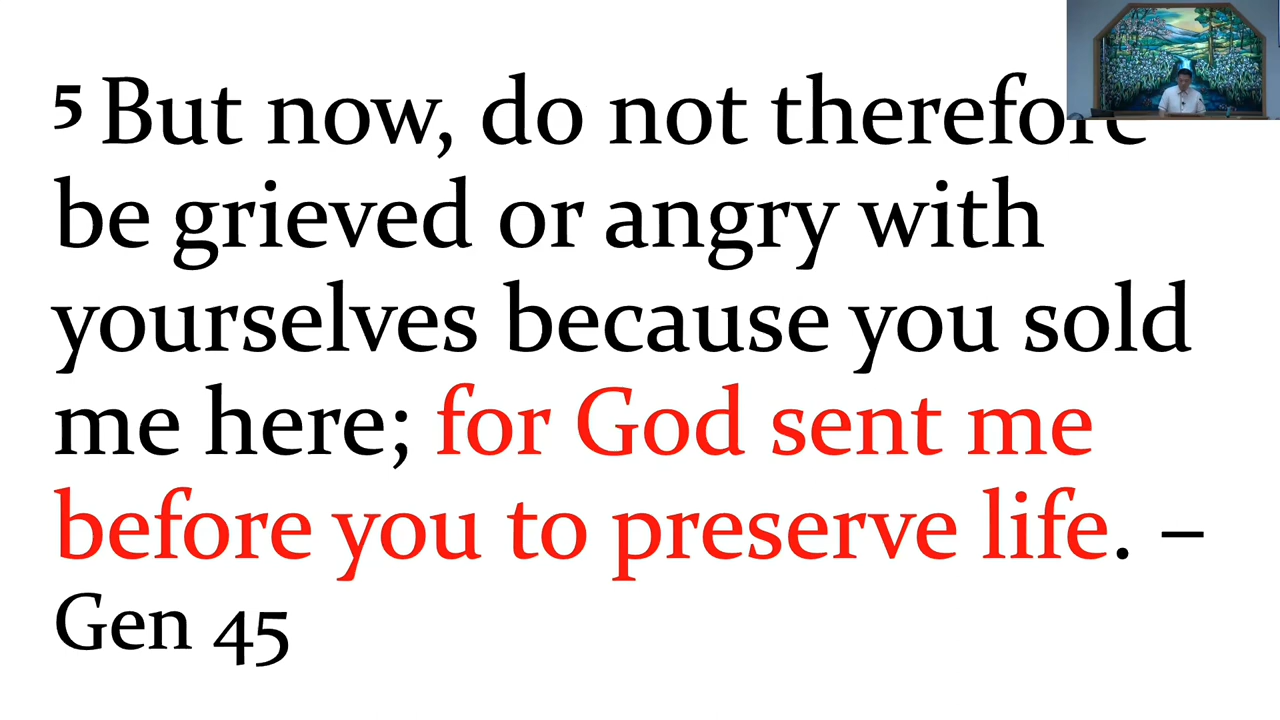 5 But now, do not therefore
be grieved or angry with
yourselves because you sold
me here; for God sent me
before you to preserve life. –
Gen 45